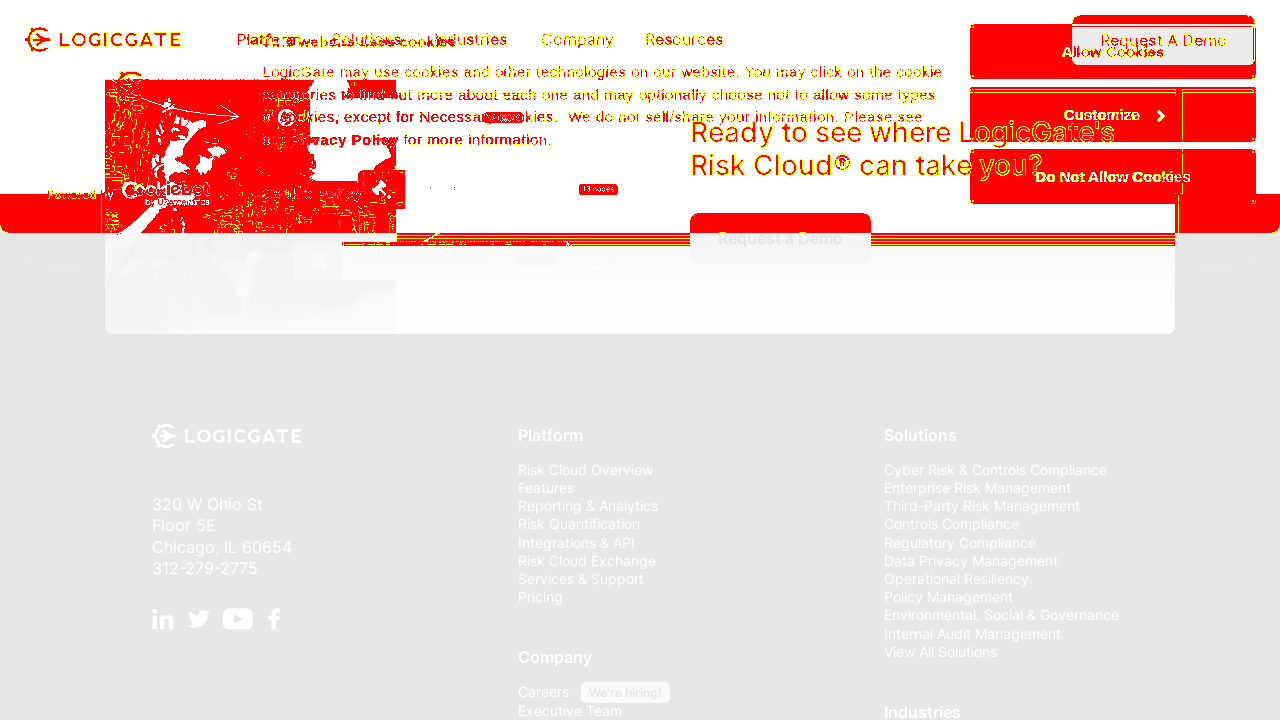 LOGICGATE
Platform Solutions Industries Company Resources
Request A Demo
This website uses cookies
LogicGate may use cookies and other technologies on our website. You may click on the cookie
categories to find out more about each one and may optionally choose not to allow some types
of cookies, except for Necessary cookies. We do not sell/share your information. Please see
our Privacy Policy for more information.
Allow Cookies
Customize
Do Not Allow Cookies
Powered by Cookiebot
by Usercentrics
Ready to see where LogicGate's
Risk Cloud® can take you?
13 nodes
Request a Demo
LOGICGATE
320 W Ohio St
Floor 5E
Chicago, IL 60654
312-279-2775
Platform
Risk Cloud Overview
Features
Reporting & Analytics
Risk Quantification
Integrations & API
Risk Cloud Exchange
Services & Support
Pricing
Company
Careers We're hiring!
Executive Team
Solutions
Cyber Risk & Controls Compliance
Enterprise Risk Management
Third-Party Risk Management
Controls Compliance
Regulatory Compliance
Data Privacy Management
Operational Resiliency
Policy Management
Environmental, Social & Governance
Internal Audit Management
View All Solutions
Industries